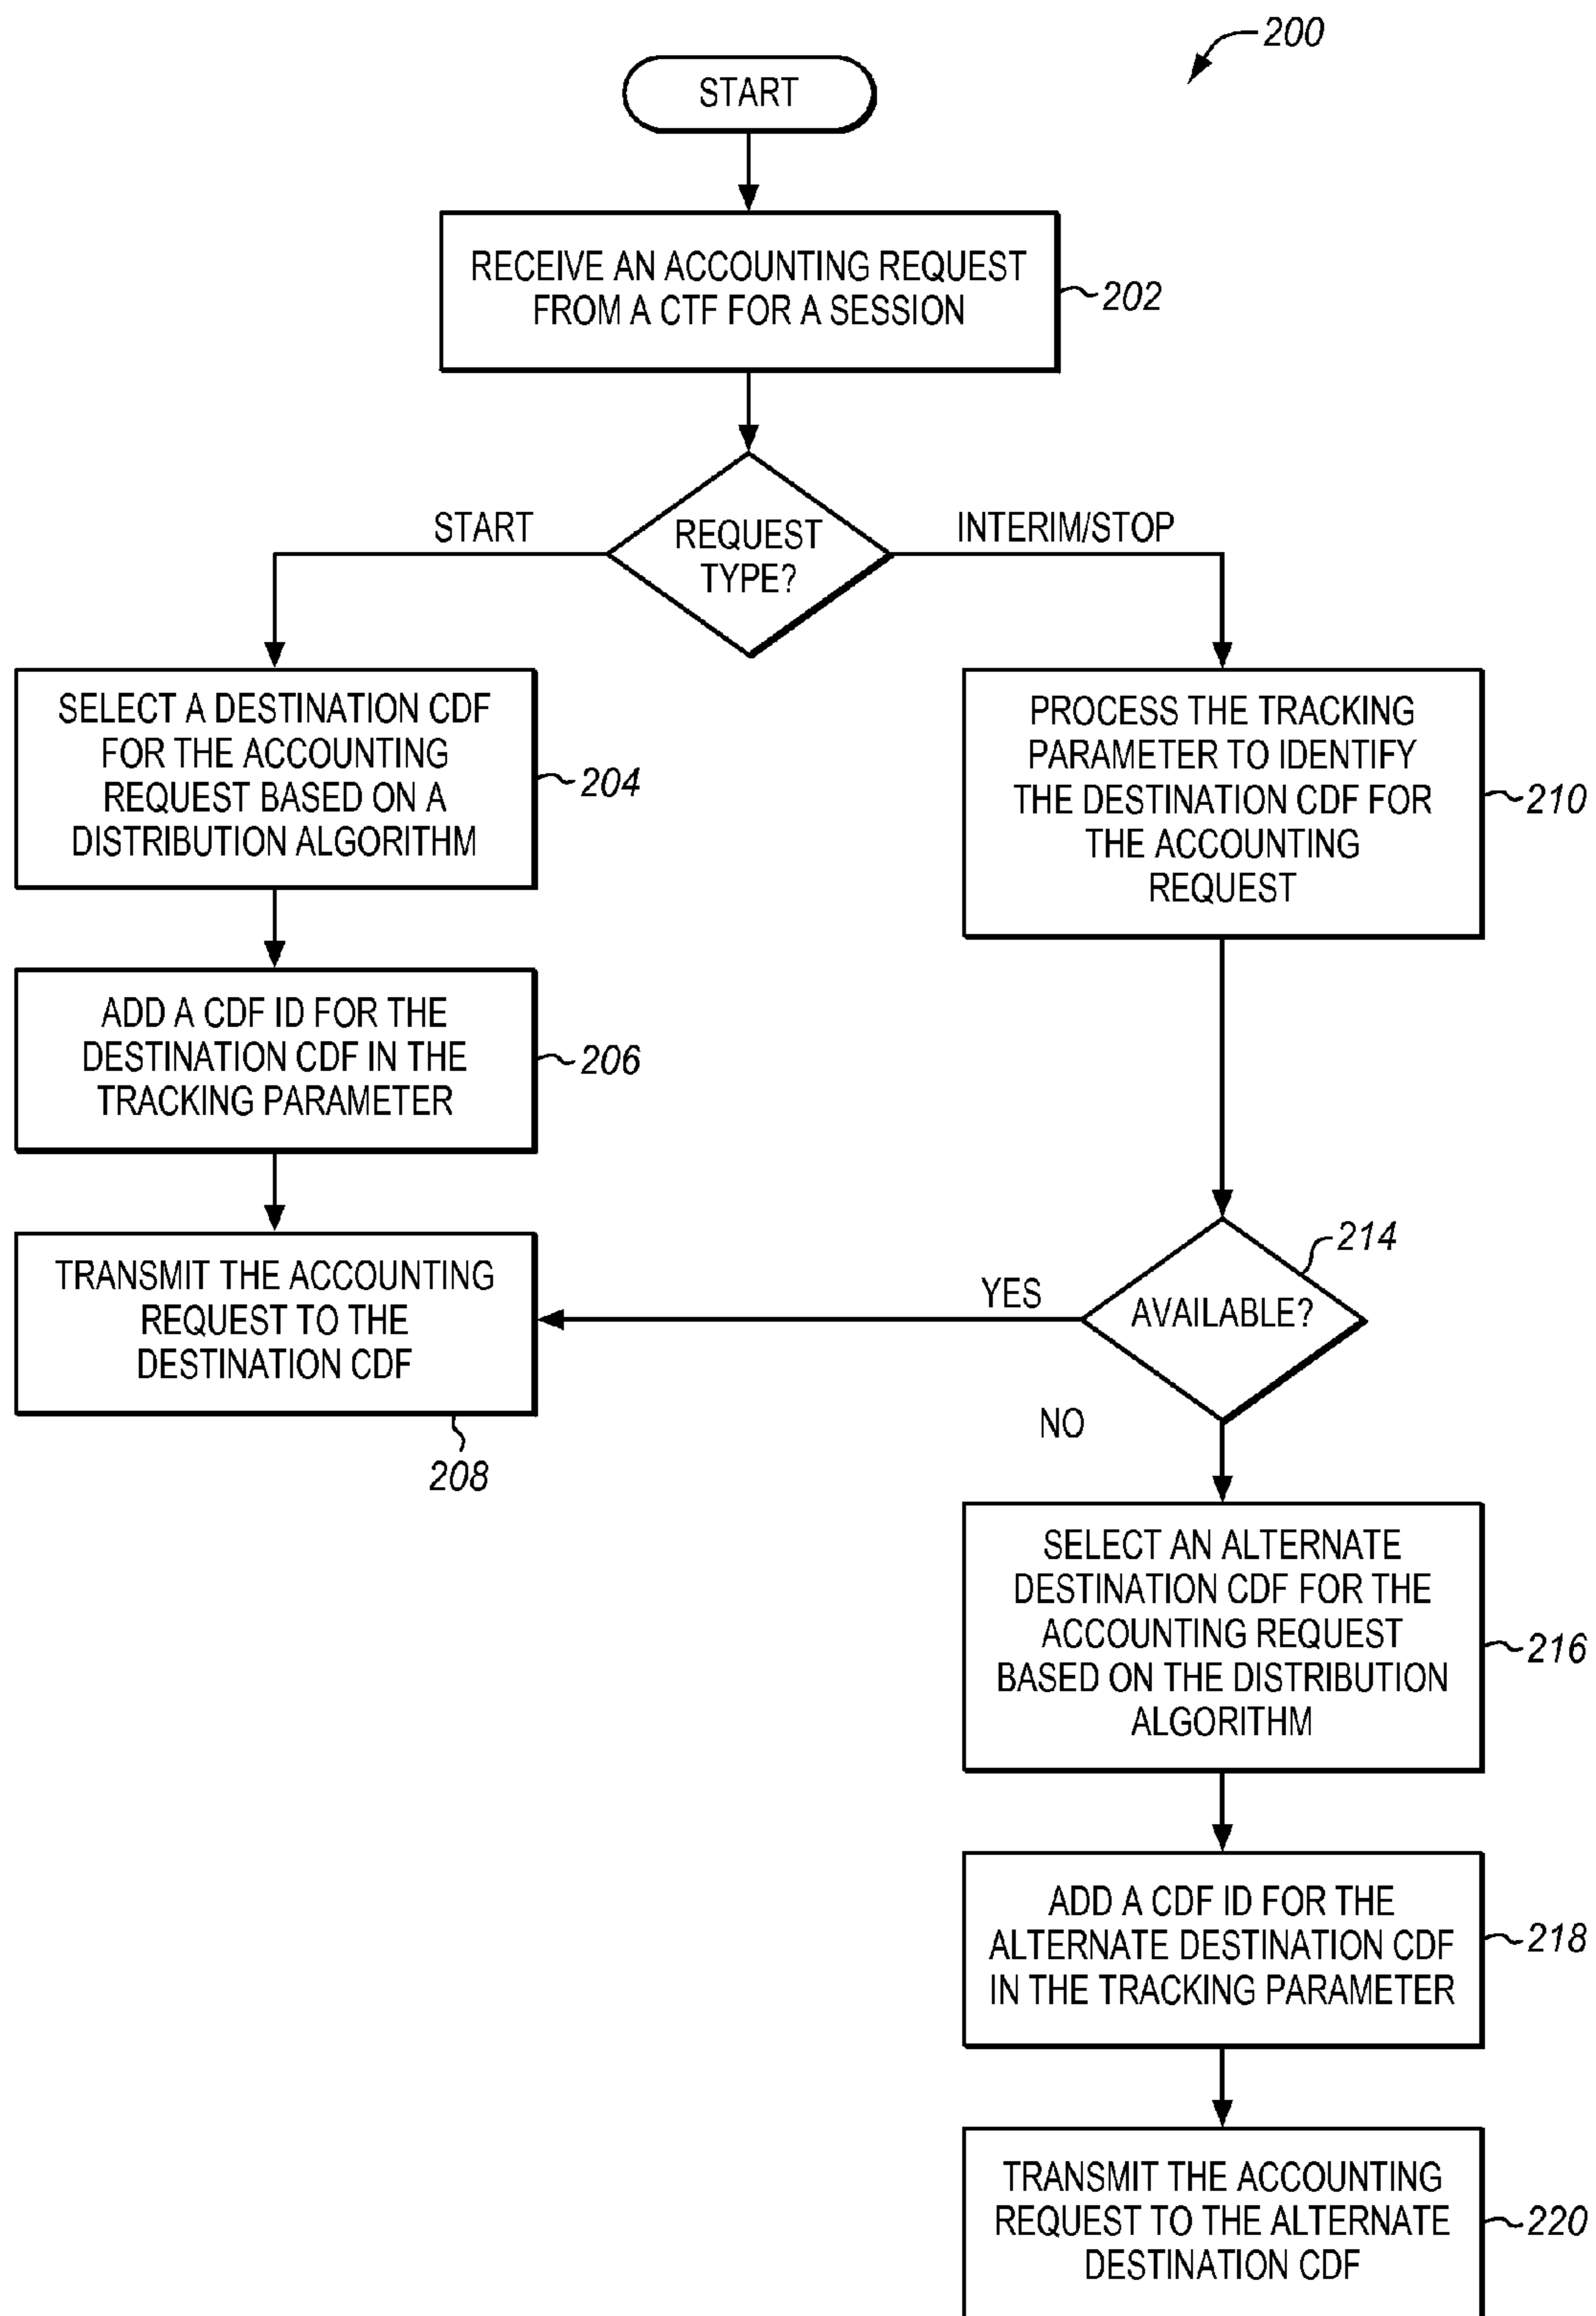 200
START
RECEIVE AN ACCOUNTING REQUEST
FROM A CTF FOR A SESSION
202
REQUEST
TYPE?
START
INTERIM/STOP
SELECT A DESTINATION CDF
FOR THE ACCOUNTING
REQUEST BASED ON A
DISTRIBUTION ALGORITHM
204
ADD A CDF ID FOR THE
DESTINATION CDF IN THE
TRACKING PARAMETER
206
TRANSMIT THE ACCOUNTING
REQUEST TO THE
DESTINATION CDF
208
PROCESS THE TRACKING
PARAMETER TO IDENTIFY
THE DESTINATION CDF FOR
THE ACCOUNTING
REQUEST
210
214
AVAILABLE?
YES
NO
SELECT AN ALTERNATE
DESTINATION CDF FOR THE
ACCOUNTING REQUEST
BASED ON THE DISTRIBUTION
ALGORITHM
216
ADD A CDF ID FOR THE
ALTERNATE DESTINATION CDF
IN THE TRACKING PARAMETER
218
TRANSMIT THE ACCOUNTING
REQUEST TO THE ALTERNATE
DESTINATION CDF
220